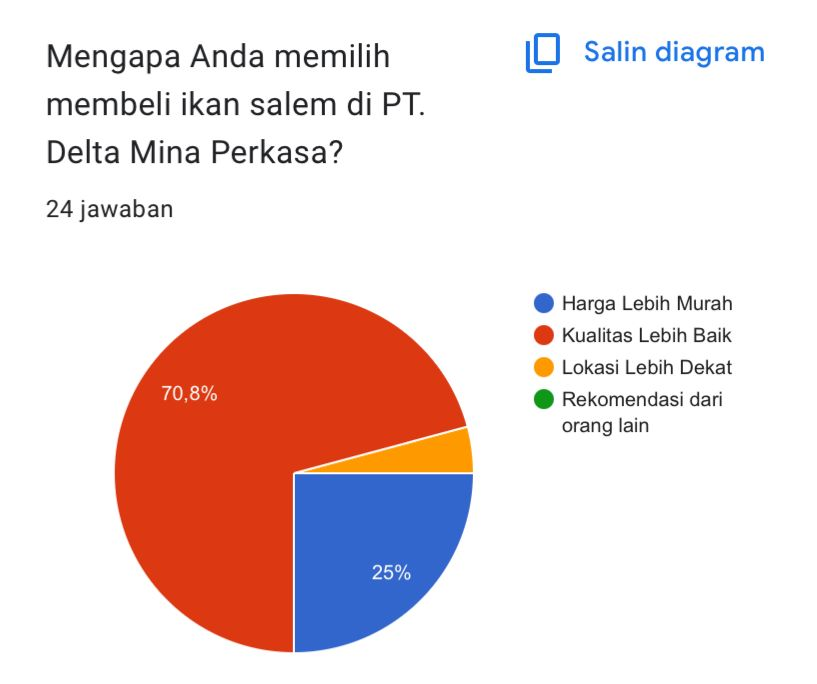 Mengapa Anda memilih
membeli ikan salem di PT.
Delta Mina Perkasa?
Salin diagram
24 jawaban
70,8%
25%
Harga Lebih Murah
Kualitas Lebih Baik
Lokasi Lebih Dekat
Rekomendasi dari
orang lain